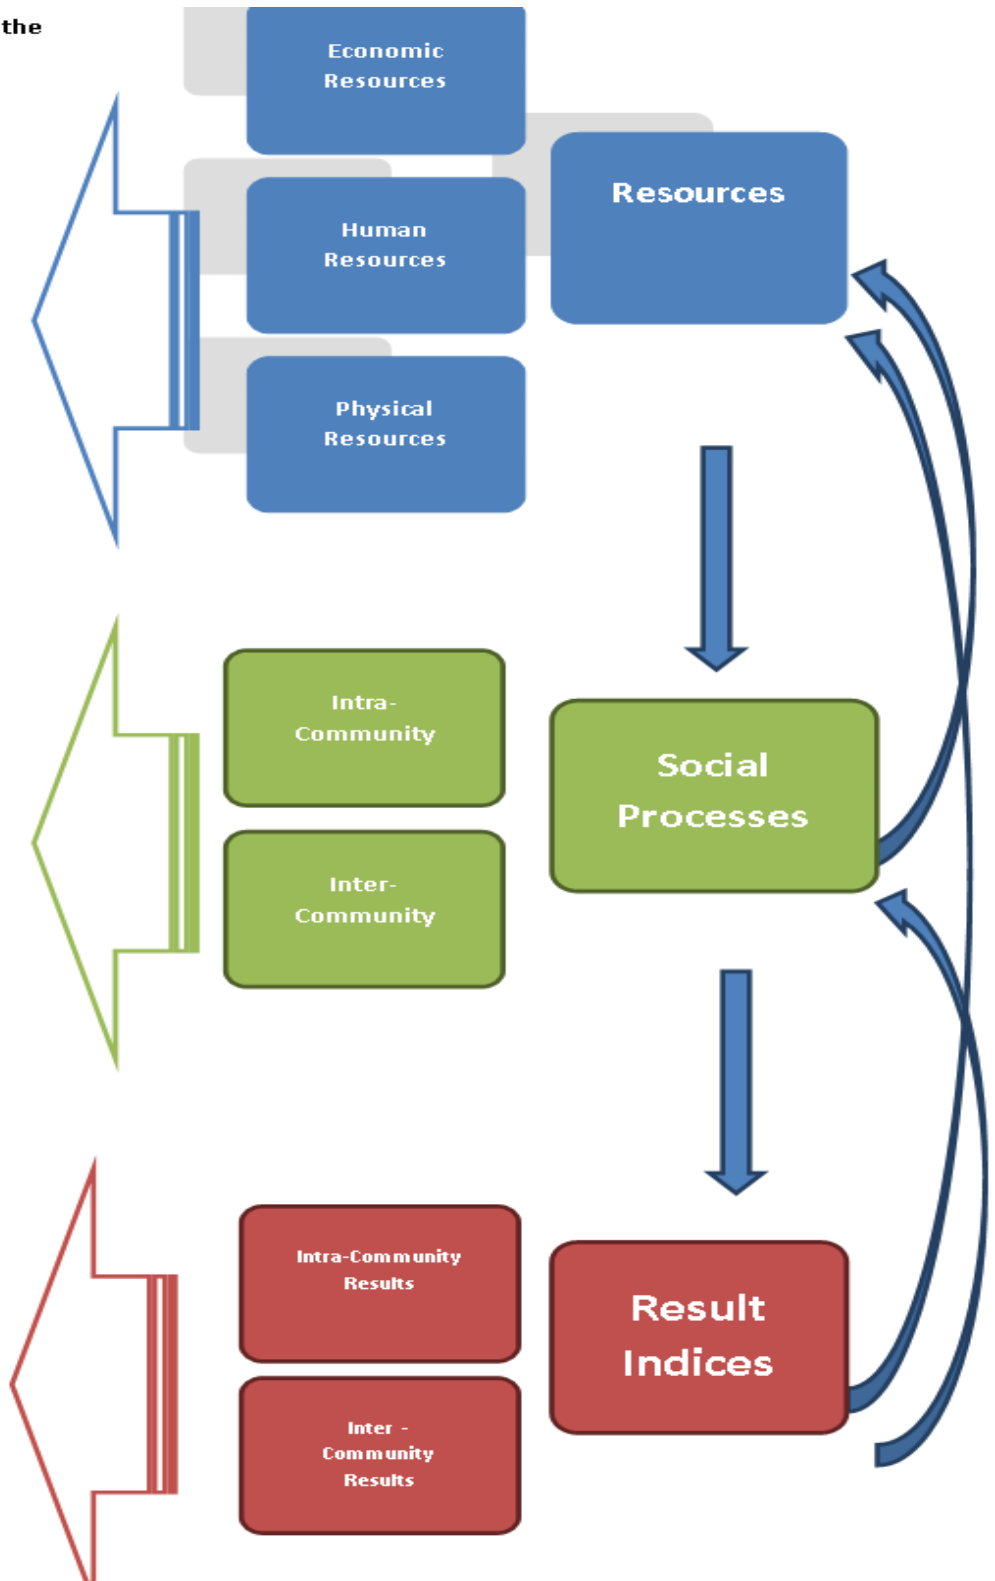 the
Economic
Resources
Resources
Human
Resources
Physical
Resources
Intra-
Community
Social
Processes
Inter-
Community
Intra-Community
Results
Result
Indices
Inter -
Community
Results